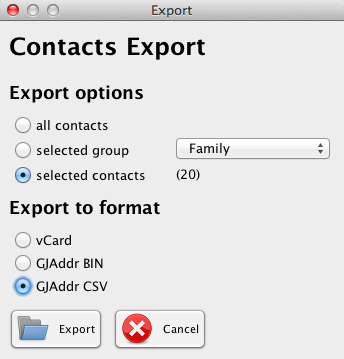 Export
Contacts Export
Export options
all contacts
selected group Family
selected contacts (20)
Export to format
vCard
GJAddr BIN
GJAddr CSV
Export Cancel